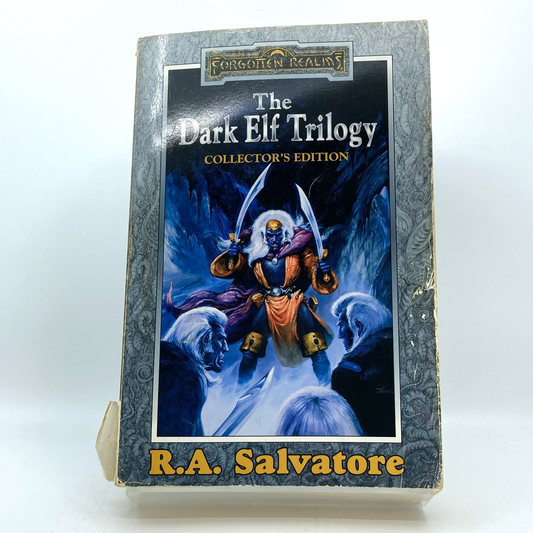 FORGOTTEN REALMS
The
Dark Elf Trilogy
COLLECTOR'S EDITION
R.A. Salvatore